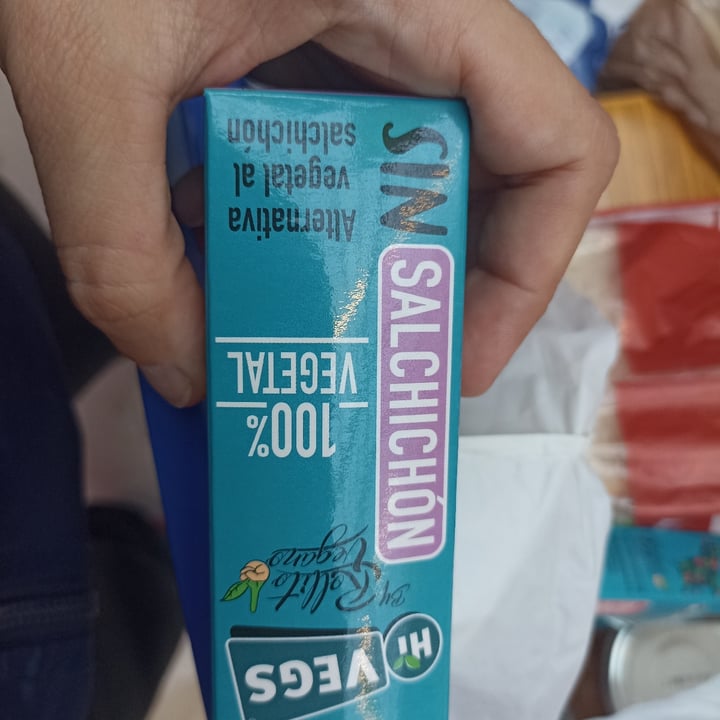 HI
VEGS
BY Rollito
Vegano
100%
VEGETAL
Alternativa
vegetal al
salchichón
SIN
SALCHICHÓN